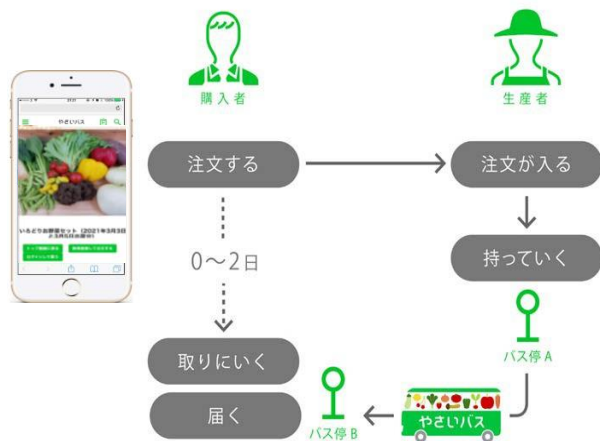 購入者
生産者
やさいバス
いろどりお野菜セット (2021年3月3日
注文する
注文が入る
0～2日
持っていく
取りにいく
届く
バス停A
バス停B
やさいバス